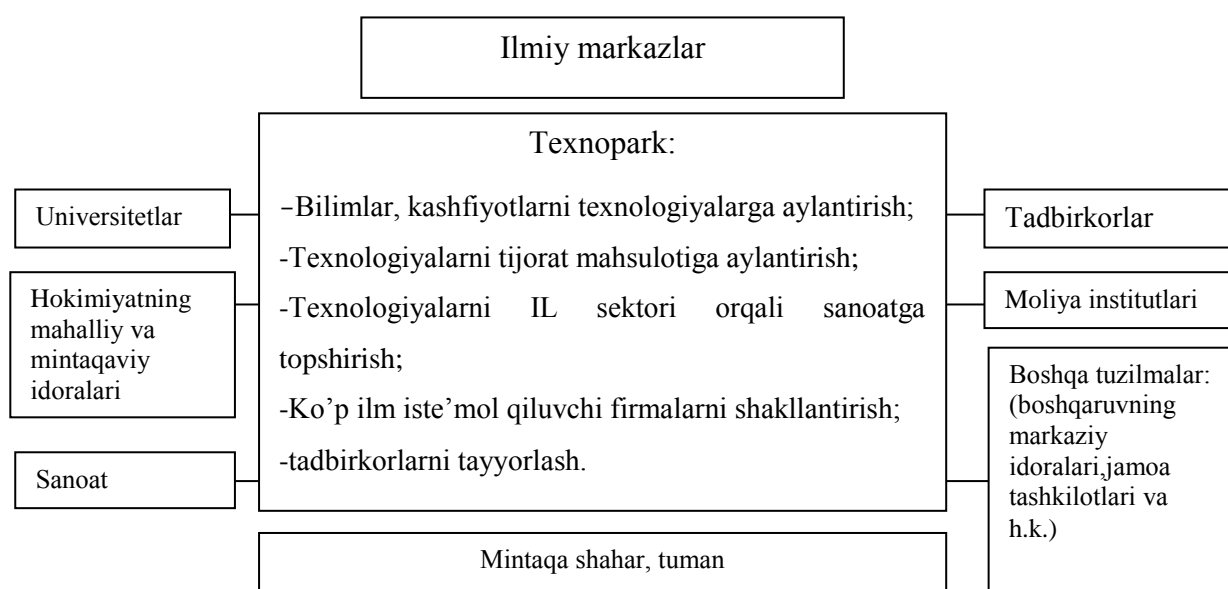 Ilmiy markazlar
Texnopark:
-Bilimlar, kashfiyotlarni texnologiyalarga aylantirish;
-Texnologiyalarni tijorat mahsulotiga aylantirish;
-Texnologiyalarni IL sektori orqali sanoatga
topshirish;
-Ko’p ilm iste’mol qiluvchi firmalarni shakllantirish;
-tadbirkorlarni tayyorlash.
Universitetlar
Hokimiyatning
mahalliy va
mintaqaviy
idoralari
Sanoat
Tadbirkorlar
Moliya institutlari
Boshqa tuzilmalar:
(boshqaruvning
markaziy
idoralari,jamoa
tashkilotlari va
h.k.)
Mintaqa shahar, tuman